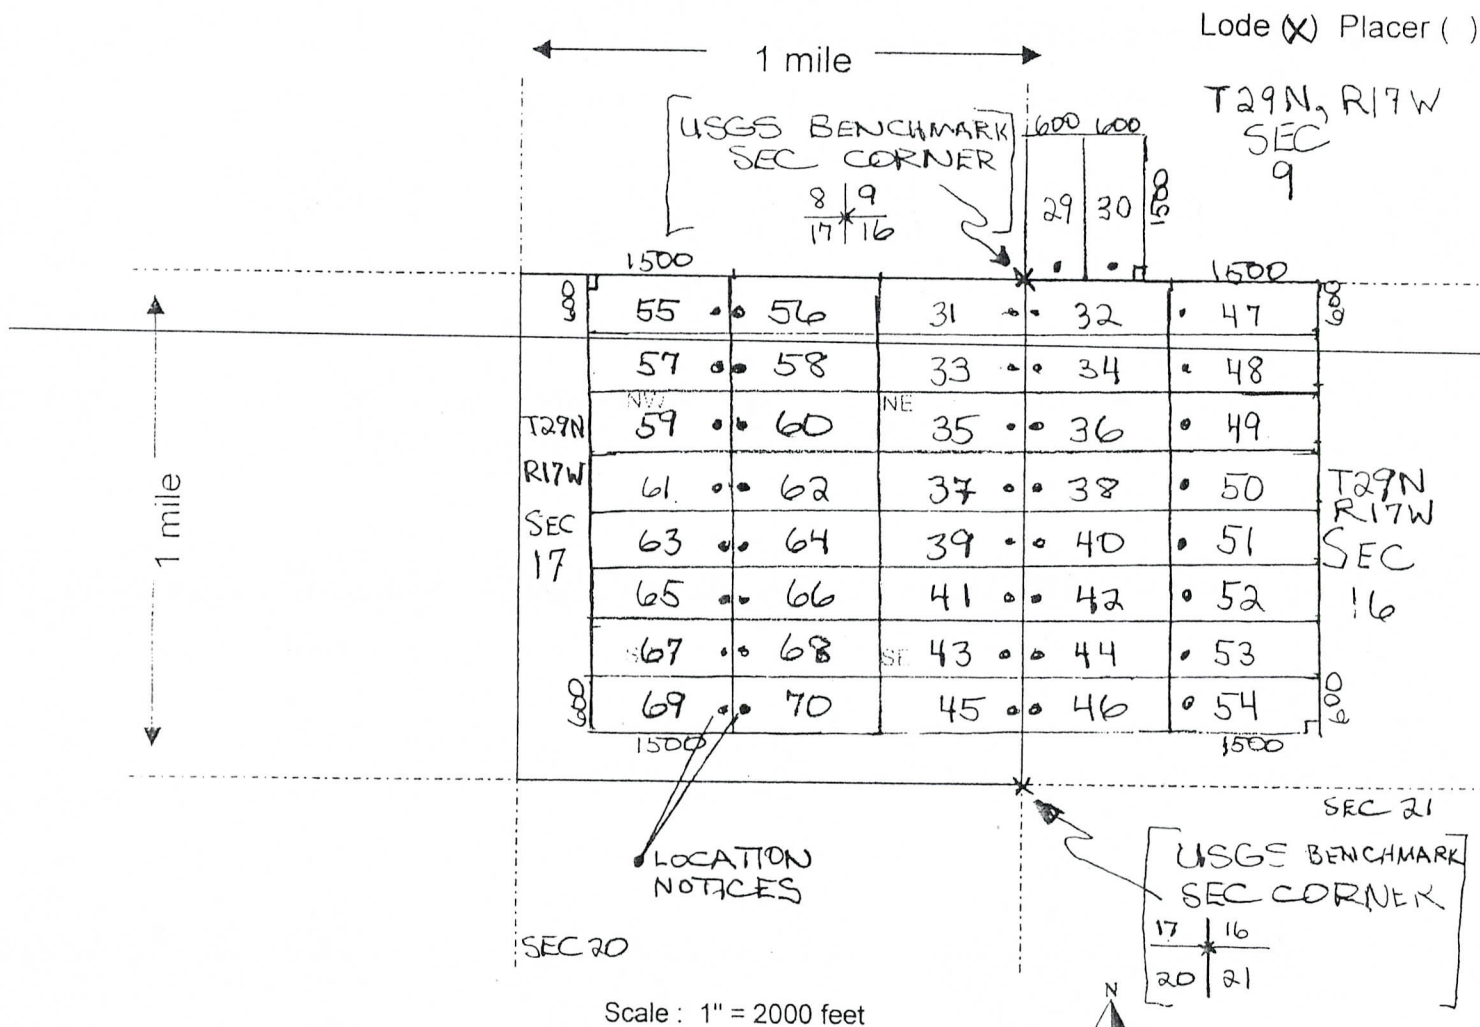 Lode (X) Placer ( )
1 mile
T29N, R17W
SEC
9
USGS BENCHMARK
SEC CORNER
8 9
17 16
600 600
29 30 1500
1500 1500
600 55 56 31 32 47 600
57 58 33 34 48
NW NE
59 60 35 36 49
T29N
R17W
SEC
17
61. 62 37 38 50
63 64 39 40 51
65 66 41 42 52
T29N
R17W
SEC
16
1 mile
67 68 SE 43 44 53
600 69 70 45 46 54 600
1500 1500
LOCATION
NOTICES
SEC 21
USGS BENCHMARK
SEC CORNER
17 16
20 21
SEC 20
N
Scale : 1" = 2000 feet